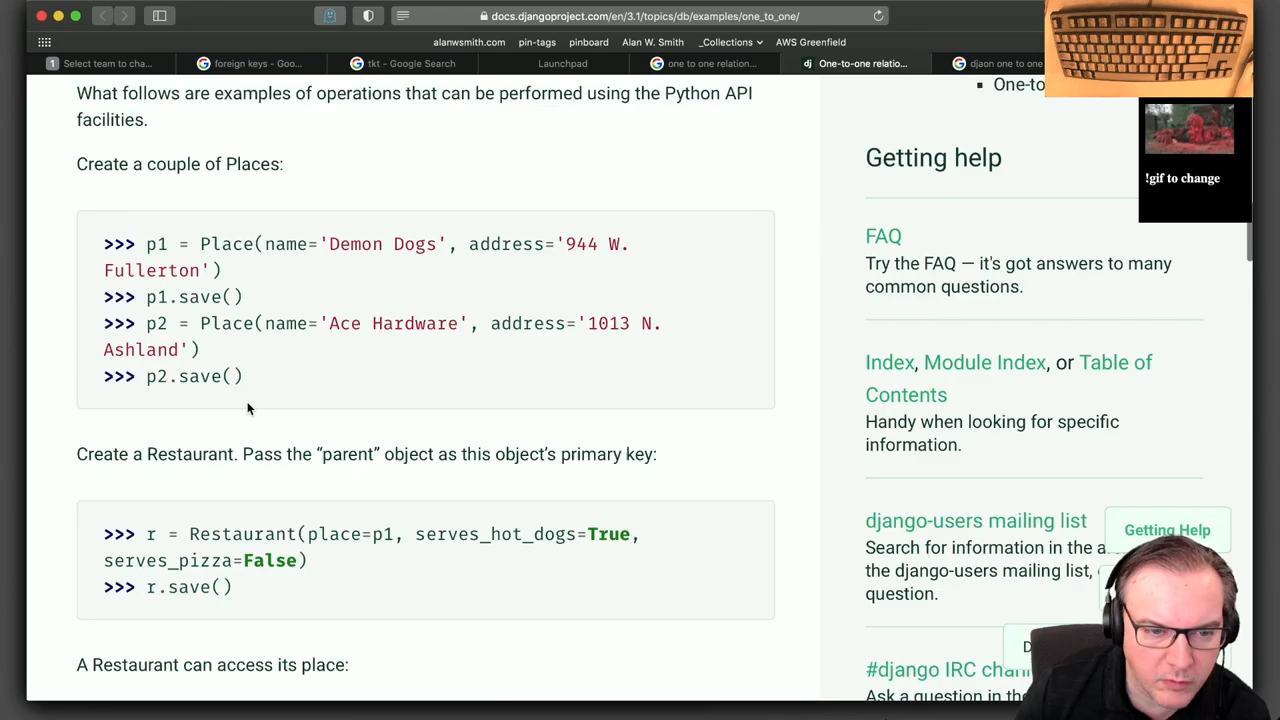 docs.djangoproject.com/en/3.1/topics/db/examples/one_to_one/
alanwsmith.com pin-tags pinboard Alan W. Smith _Collections AWS Greenfield
1 Select team to cha... foreign keys - Goo... tkt - Google Search Launchpad one to one relation... dj One-to-one relatio... djaon one to one
What follows are examples of operations that can be performed using the Python API
facilities.
Create a couple of Places:
>>> p1 = Place(name='Demon Dogs', address='944 W.
Fullerton')
>>> p1.save()
>>> p2 = Place(name='Ace Hardware', address='1013 N.
Ashland')
>>> p2.save()
Create a Restaurant. Pass the “parent” object as this object’s primary key:
>>> r = Restaurant(place=p1, serves_hot_dogs=True,
serves_pizza=False)
>>> r.save()
A Restaurant can access its place:
One-to
!gif to change
Getting help
FAQ
Try the FAQ — it's got answers to many
common questions.
Index, Module Index, or Table of
Contents
Handy when looking for specific
information.
django-users mailing list
Getting Help
Search for information in the a
the django-users mailing list,
question.
D
#django IRC chan
Ask a question in the